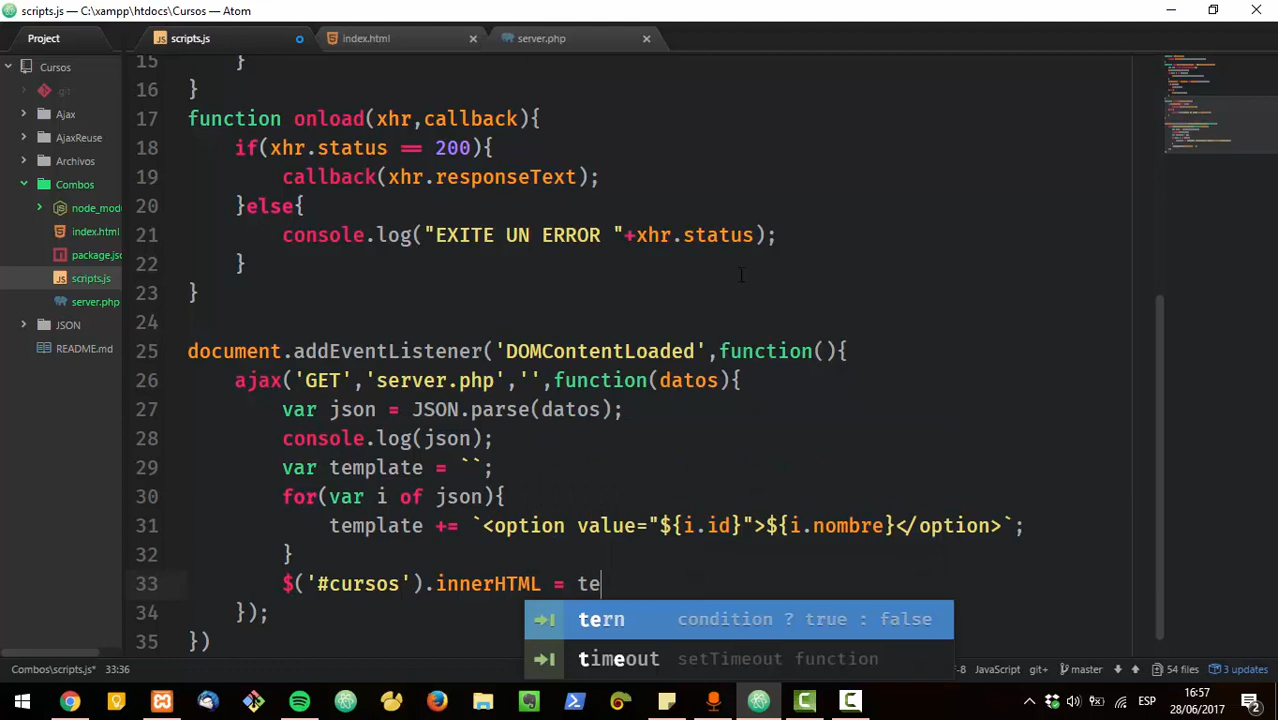 scripts.js - C:\xampp\htdocs\Cursos - Atom
Project
scripts.js
index.html
server.php
Cursos
.git
Ajax
AjaxReuse
Archivos
Combos
node_mod
index.html
package.jsc
scripts.js
server.php
JSON
README.md
15 }
16 }
17 function onload(xhr,callback){
18 if(xhr.status == 200){
19 callback(xhr.responseText);
20 }else{
21 console.log("EXITE UN ERROR "+xhr.status);
22 }
23 }
24
25 document.addEventListener('DOMContentLoaded',function(){
26 ajax('GET','server.php','',function(datos){
27 var json = JSON.parse(datos);
28 console.log(json);
29 var template = ``;
30 for(var i of json){
31 template += `<option value="${i.id}">${i.nombre}</option>`;
32 }
33 $('#cursos').innerHTML = te
34 });
35 })
tern condition ? true : false
timeout setTimeout function
Combos\scripts.js* 33:36 -8 JavaScript git+ master 54 files 3 updates
ESP 16:57
28/06/2017 2